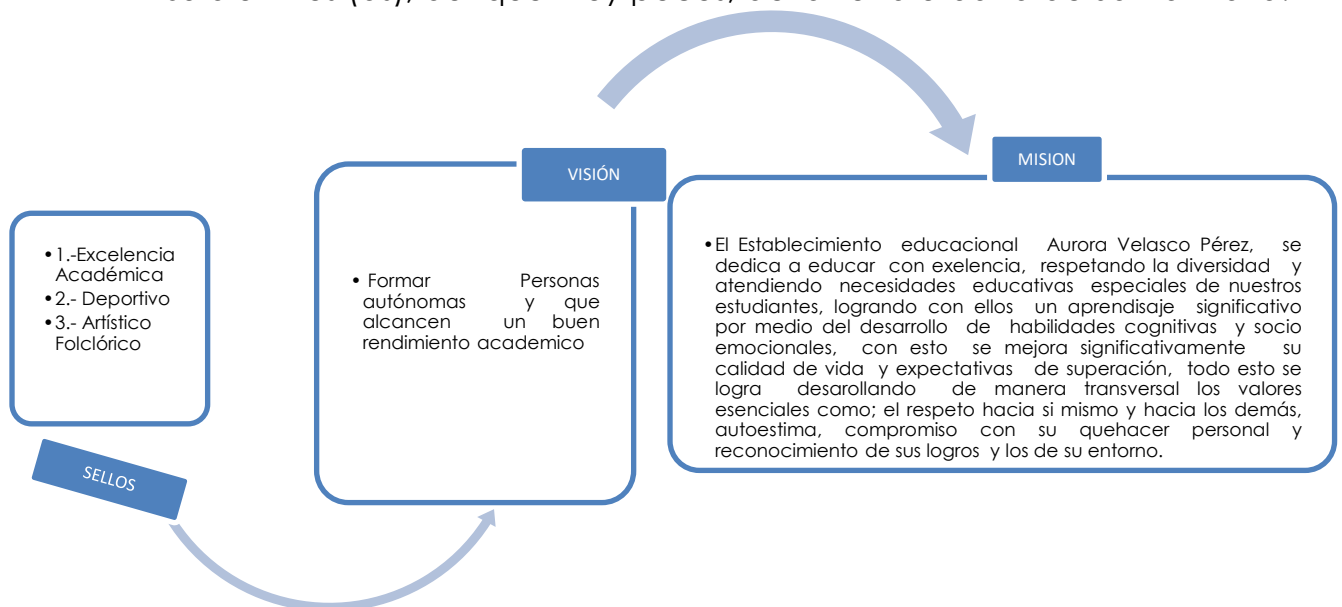 SELLOS
•1.-Excelencia
Académica
•2.- Deportivo
•3.- Artístico
Folclórico
VISIÓN
• Formar Personas
autónomas y que
alcancen un buen
rendimiento academico
MISION
•El Establecimiento educacional Aurora Velasco Pérez, se
dedica a educar con exelencia, respetando la diversidad y
atendiendo necesidades educativas especiales de nuestros
estudiantes, logrando con ellos un aprendisaje significativo
por medio del desarrollo de habilidades cognitivas y socio
emocionales, con esto se mejora significativamente su
calidad de vida y expectativas de superación, todo esto se
logra desarollando de manera transversal los valores
esenciales como; el respeto hacia si mismo y hacia los demás,
autoestima, compromiso con su quehacer personal y
reconocimiento de sus logros y los de su entorno.